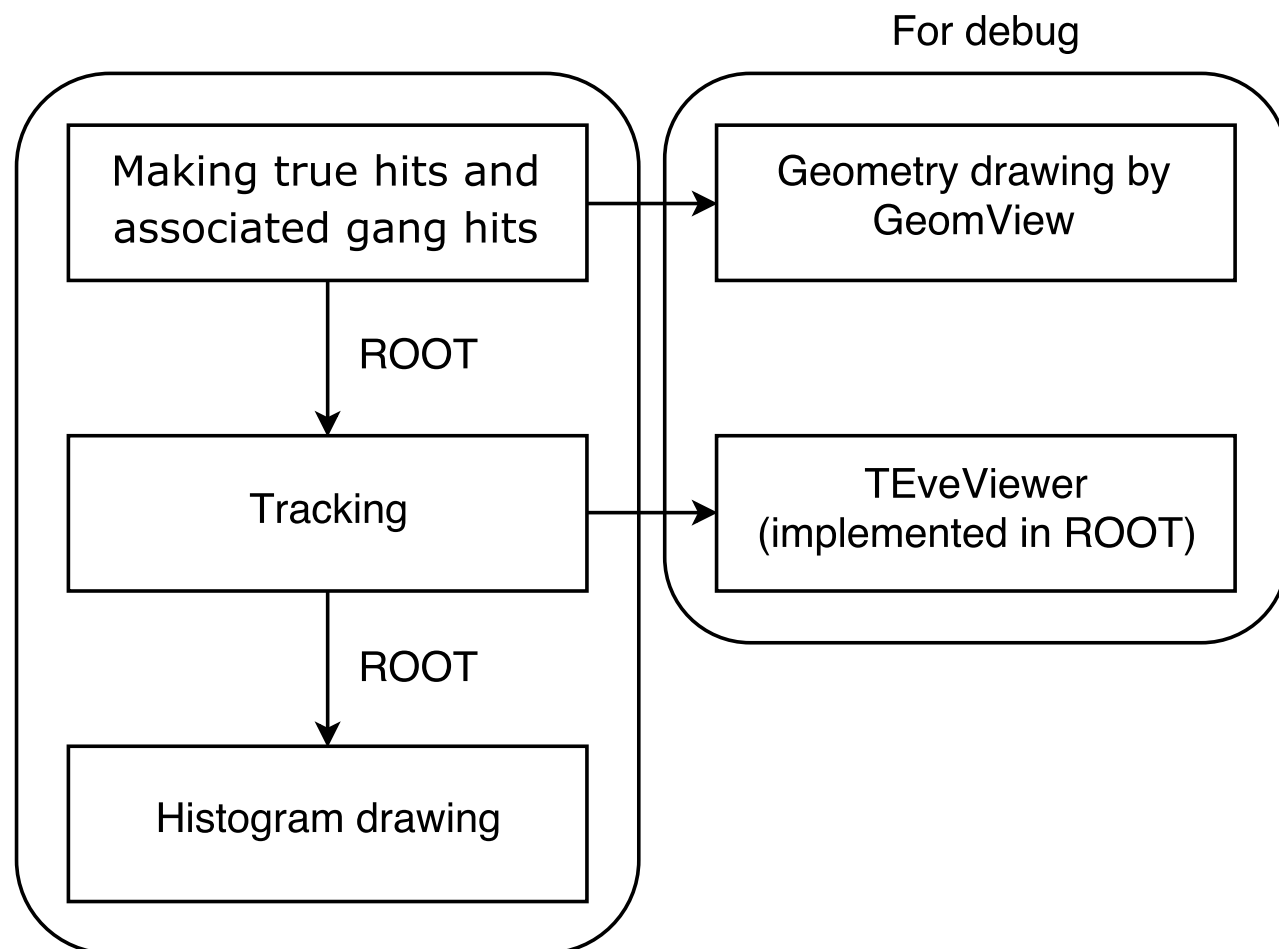 For debug
Making true hits and
associated gang hits
Geometry drawing by
GeomView
ROOT
Tracking
TEveViewer
(implemented in ROOT)
ROOT
Histogram drawing